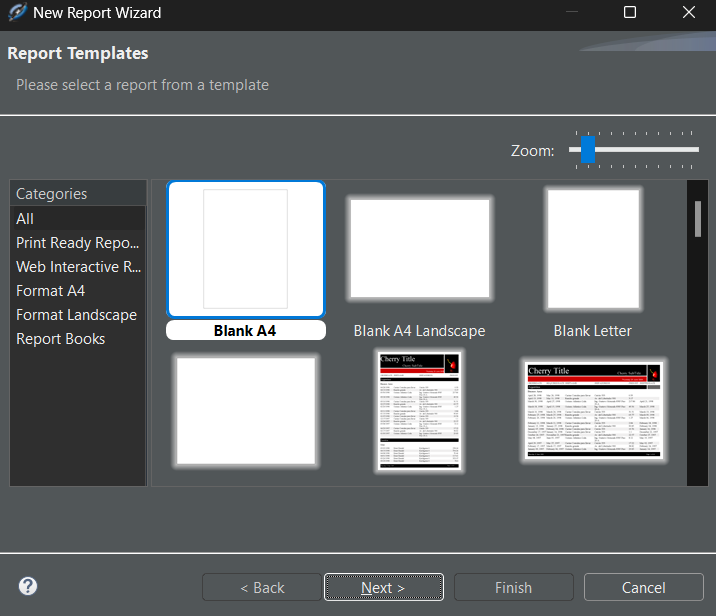 New Report Wizard
Report Templates
Please select a report from a template
Zoom:
Categories
All
Print Ready Repo...
Web Interactive R...
Format A4
Format Landscape
Report Books
Blank A4
Blank A4 Landscape
Blank Letter
Cherry Title
Cherry Title
< Back
Next >
Finish
Cancel